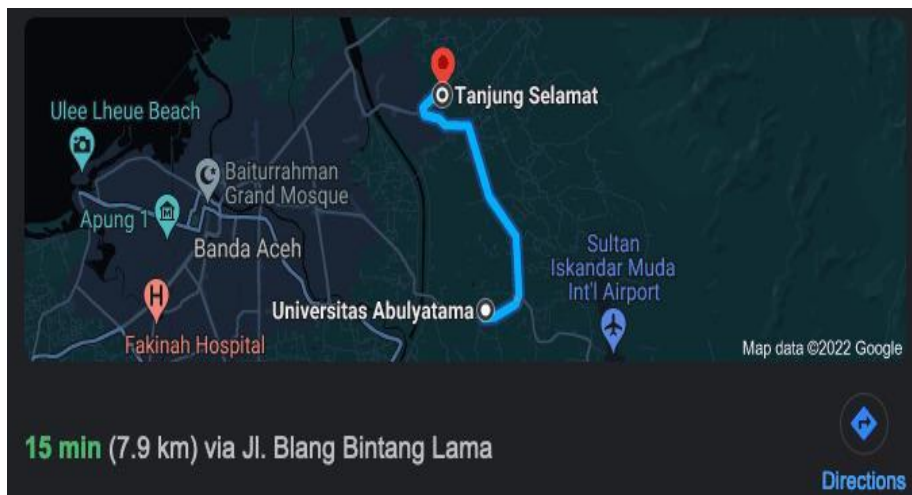 Tanjung Selamat
Ulee Lheue Beach
Baiturrahman
Grand Mosque
Apung 1
Banda Aceh
Sultan
Iskandar Muda
Int'l Airport
Universitas Abulyatama
H
Fakinah Hospital
Map data ©2022 Google
15 min (7.9 km) via Jl. Blang Bintang Lama
Directions